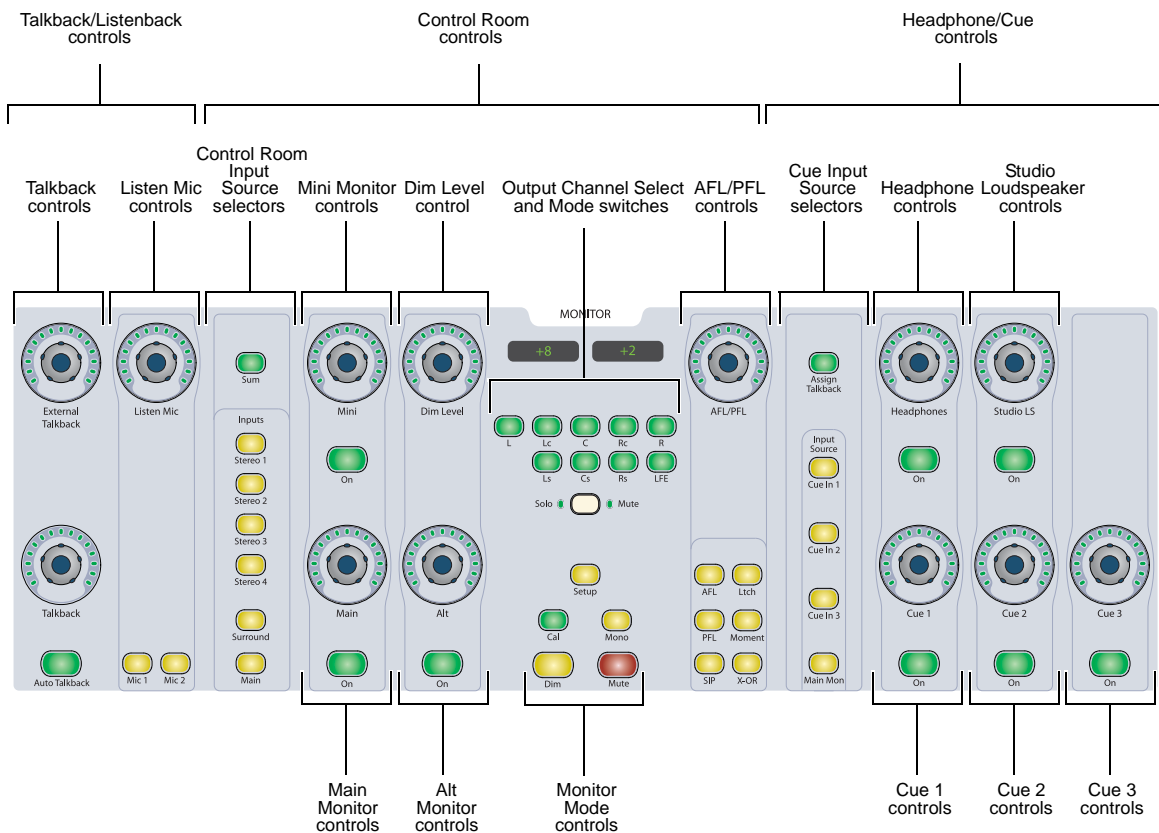 Talkback/Listenback
controls
Control Room
controls
Headphone/Cue
controls
Talkback
controls
Listen Mic
controls
Control Room
Input
Source
selectors
Mini Monitor
controls
Dim Level
control
Output Channel Select
and Mode switches
AFL/PFL
controls
Cue Input
Source
selectors
Headphone
controls
Studio
Loudspeaker
controls
MONITOR
+8
+2
External
Talkback
Listen Mic
Sum
Mini
Dim Level
AFL/PFL
Assign
Talkback
Headphones
Studio LS
Inputs
Stereo 1
Stereo 2
Stereo 3
Stereo 4
Surround
Main
On
L
Lc
C
Rc
R
Ls
Cs
Rs
LFE
Solo
Mute
Input
Source
Cue In 1
Cue In 2
Cue In 3
Main Mon
On
On
Talkback
Auto Talkback
Mic 1
Mic 2
Main
On
Alt
On
Setup
Cal
Mono
Dim
Mute
AFL
Ltch
PFL
Moment
SIP
X-OR
Cue 1
On
Cue 2
On
Cue 3
On
Main
Monitor
controls
Alt
Monitor
controls
Monitor
Mode
controls
Cue 1
controls
Cue 2
controls
Cue 3
controls